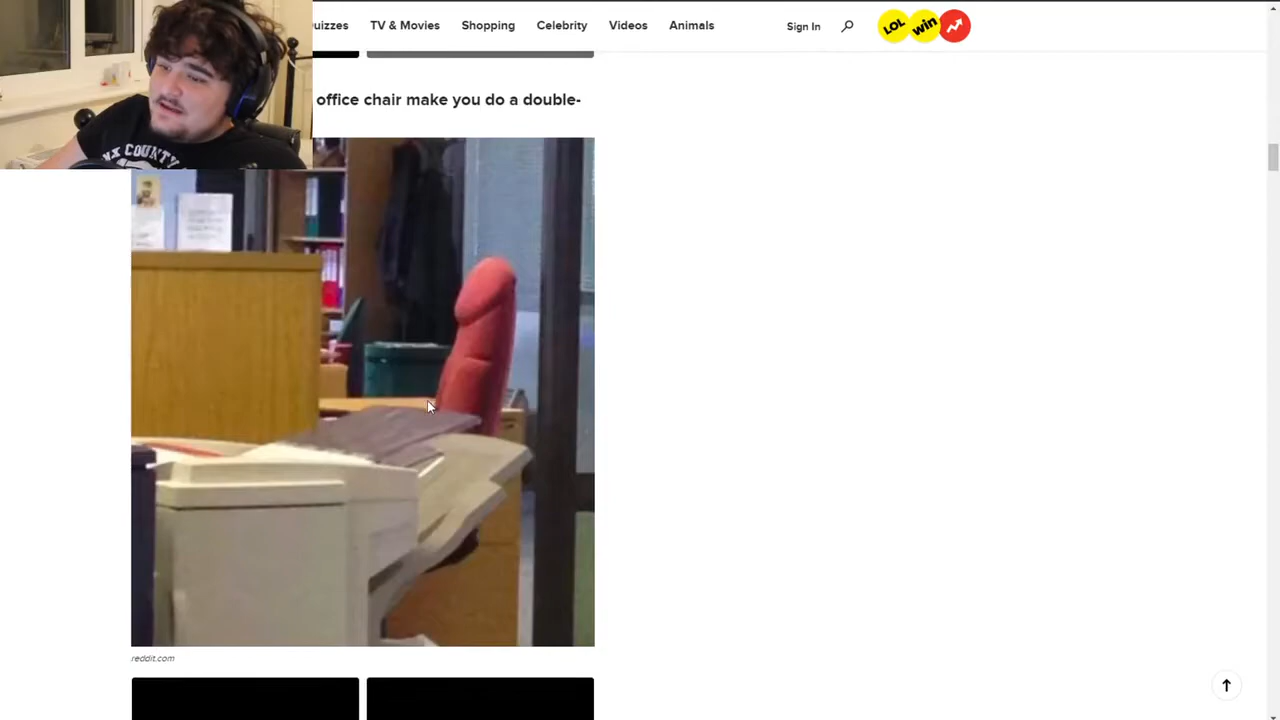 uizzes TV & Movies Shopping Celebrity Videos Animals Sign In LOL win
office chair make you do a double-
X COUNTY
reddit.com